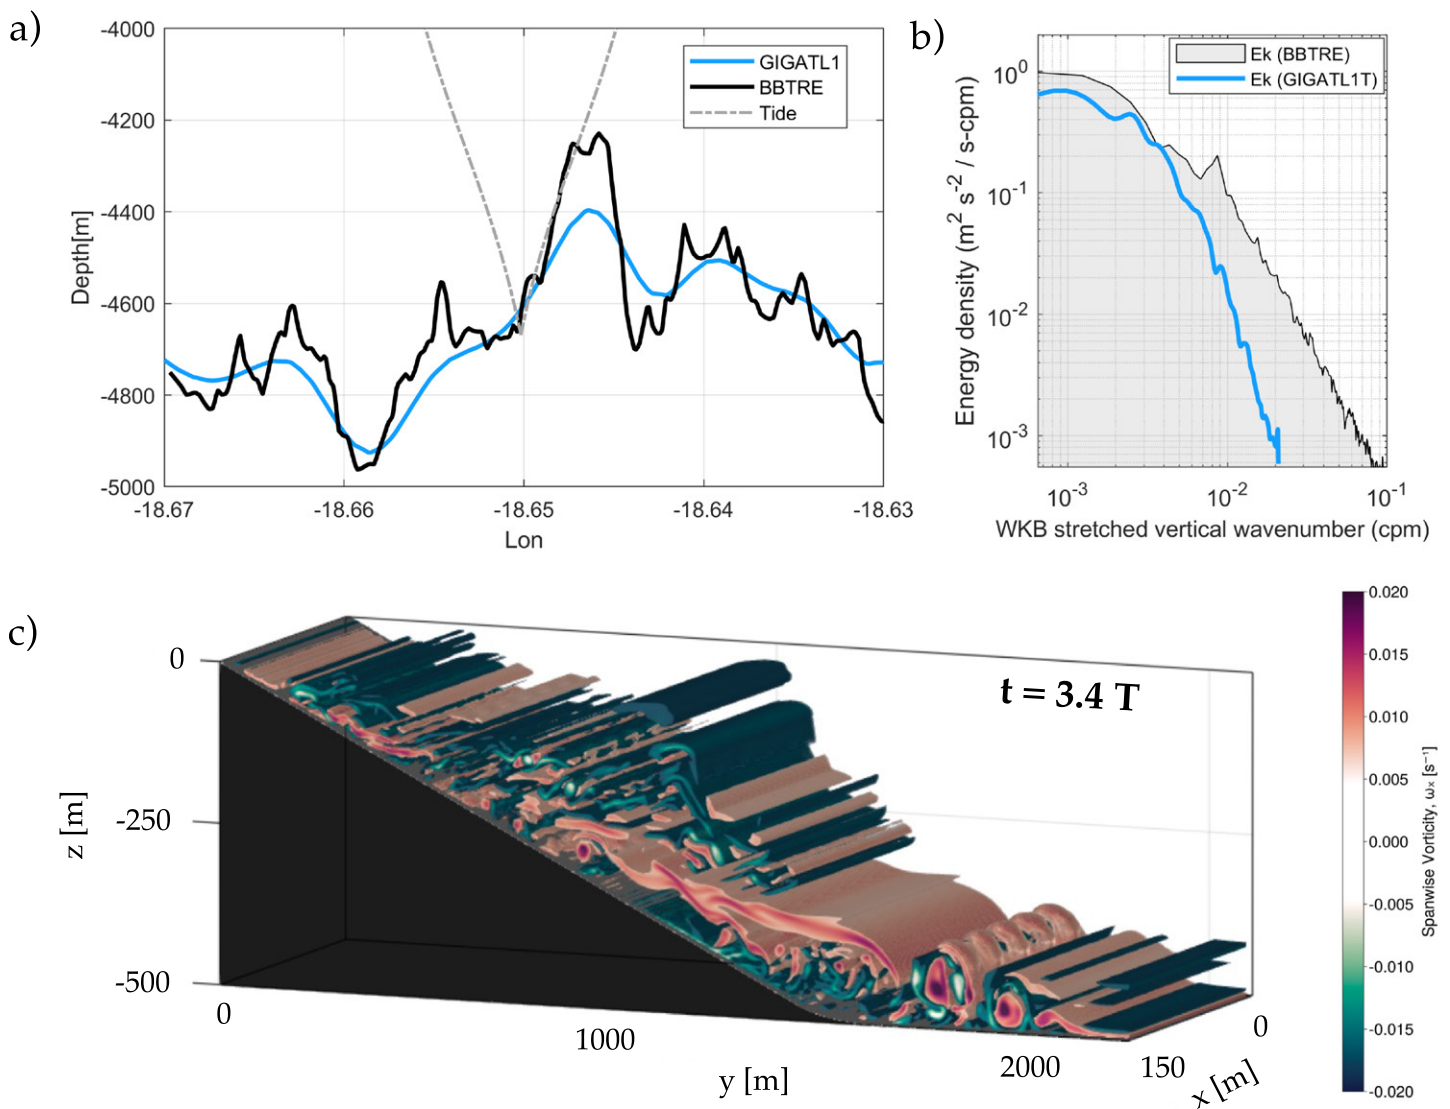 a)
-4000
-4200
-4400
-4600
-4800
-5000
Depth[m]
-18.67
-18.66
-18.65
-18.64
-18.63
Lon
GIGATL1
BBTRE
Tide
b)
10⁰
10⁻¹
10⁻²
10⁻³
Energy density (m² s⁻² / s-cpm)
10⁻³
10⁻²
10⁻¹
WKB stretched vertical wavenumber (cpm)
Ek (BBTRE)
Ek (GIGATL1T)
c)
0
-250
-500
z [m]
t = 3.4 T
0
1000
2000
y [m]
150
0
x [m]
0.020
0.015
0.010
0.005
0.000
-0.005
-0.010
-0.015
-0.020
Spanwise Vorticity, ωₓ [s⁻¹]